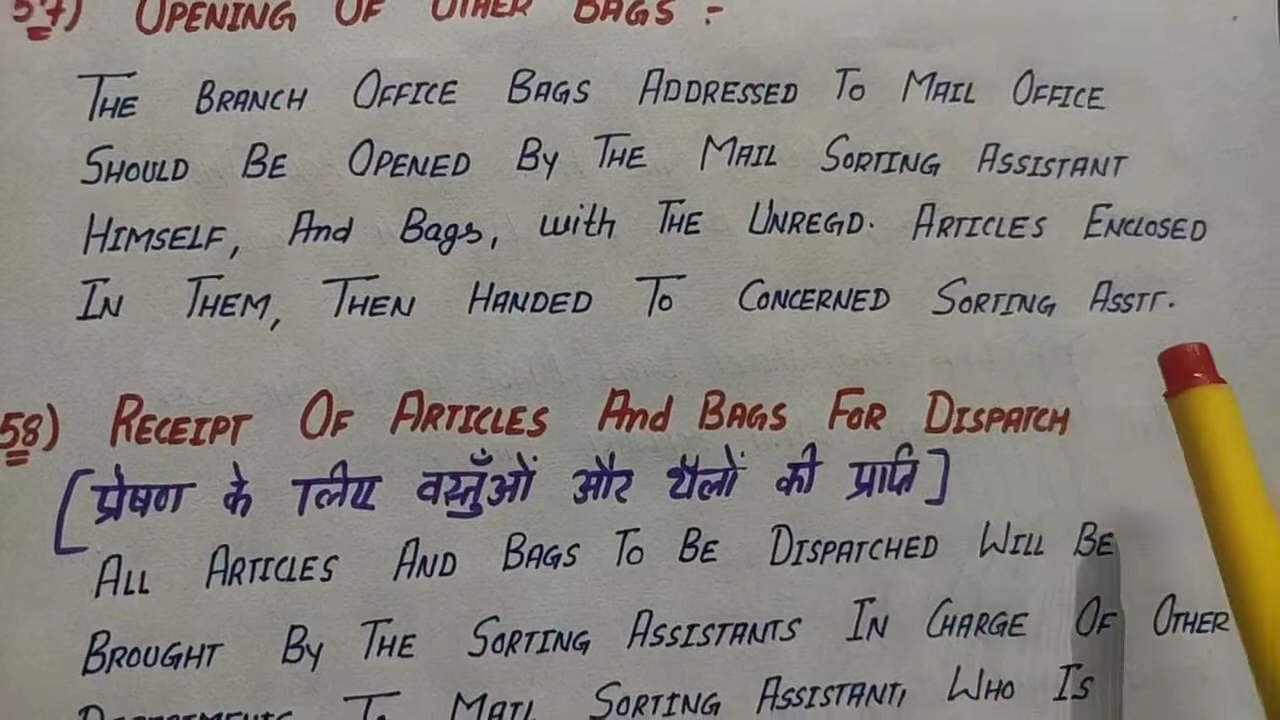 57) OPENING OF OTHER BAGS :-
THE BRANCH OFFICE BAGS ADDRESSED TO MAIL OFFICE
SHOULD BE OPENED BY THE MAIL SORTING ASSISTANT
HIMSELF, And Bags, with THE UNREGD. ARTICLES ENCLOSED
IN THEM, THEN HANDED TO CONCERNED SORTING ASSTT.
58) RECEIPT OF ARTICLES And BAGS FOR DISPATCH
[प्रेषण के लिए वस्तुँओं और थैलों की प्राप्ति]
ALL ARTICLES AND BAGS TO BE DISPATCHED WILL BE
BROUGHT BY THE SORTING ASSISTANTS IN CHARGE OF OTHER
DEPARTMENTS TO MAIL SORTING ASSISTANT, WHO IS